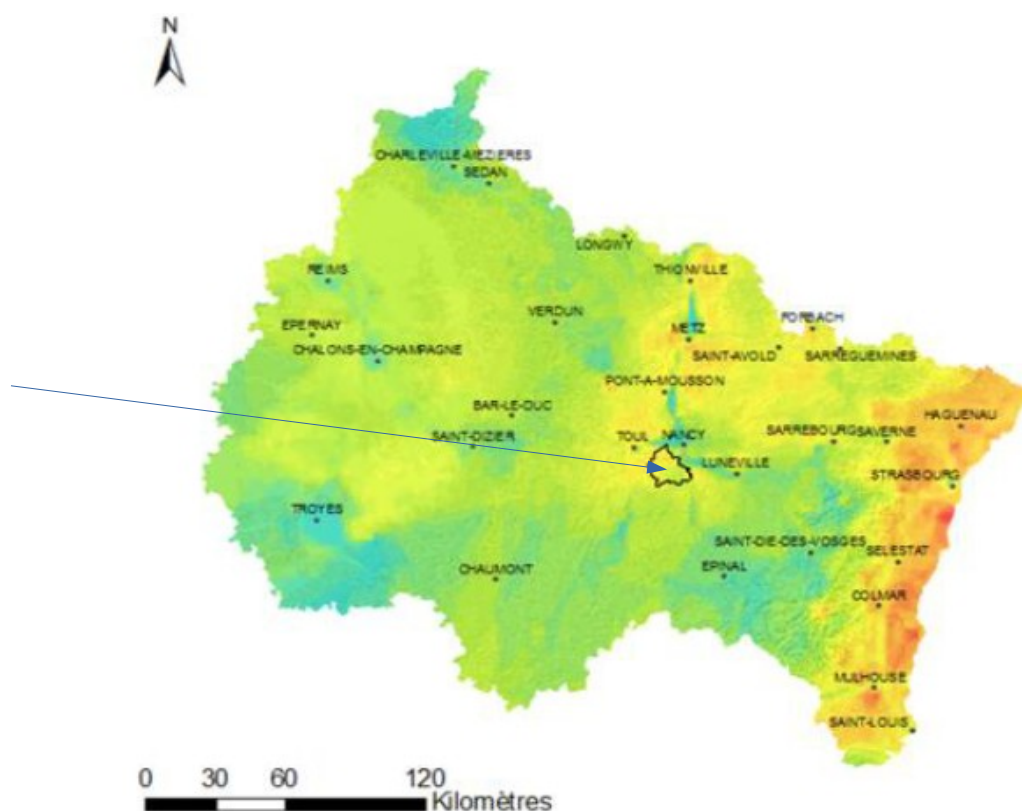 N
CHARLEVILLE-MEZIERES
SEDAN
LONGWY
REIMS
THIONVILLE
VERDUN
EPERNAY
METZ
FORBACH
CHALONS-EN-CHAMPAGNE
SAINT-AVOLD
SARREGUEMINES
PONT-A-MOUSSON
BAR-LE-DUC
HAGUENAU
SAINT-DIZIER
TOUL
NANCY
SARREBOURG
SAVERNE
LUNEVILLE
STRASBOURG
TROYES
SAINT-DIE-DES-VOSGES
SELESTAT
CHAUMONT
EPINAL
COLMAR
MULHOUSE
SAINT-LOUIS
0 30 60 120
Kilomètres